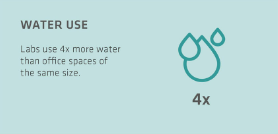 WATER USE
Labs use 4x more water
than office spaces of
the same size.
4x